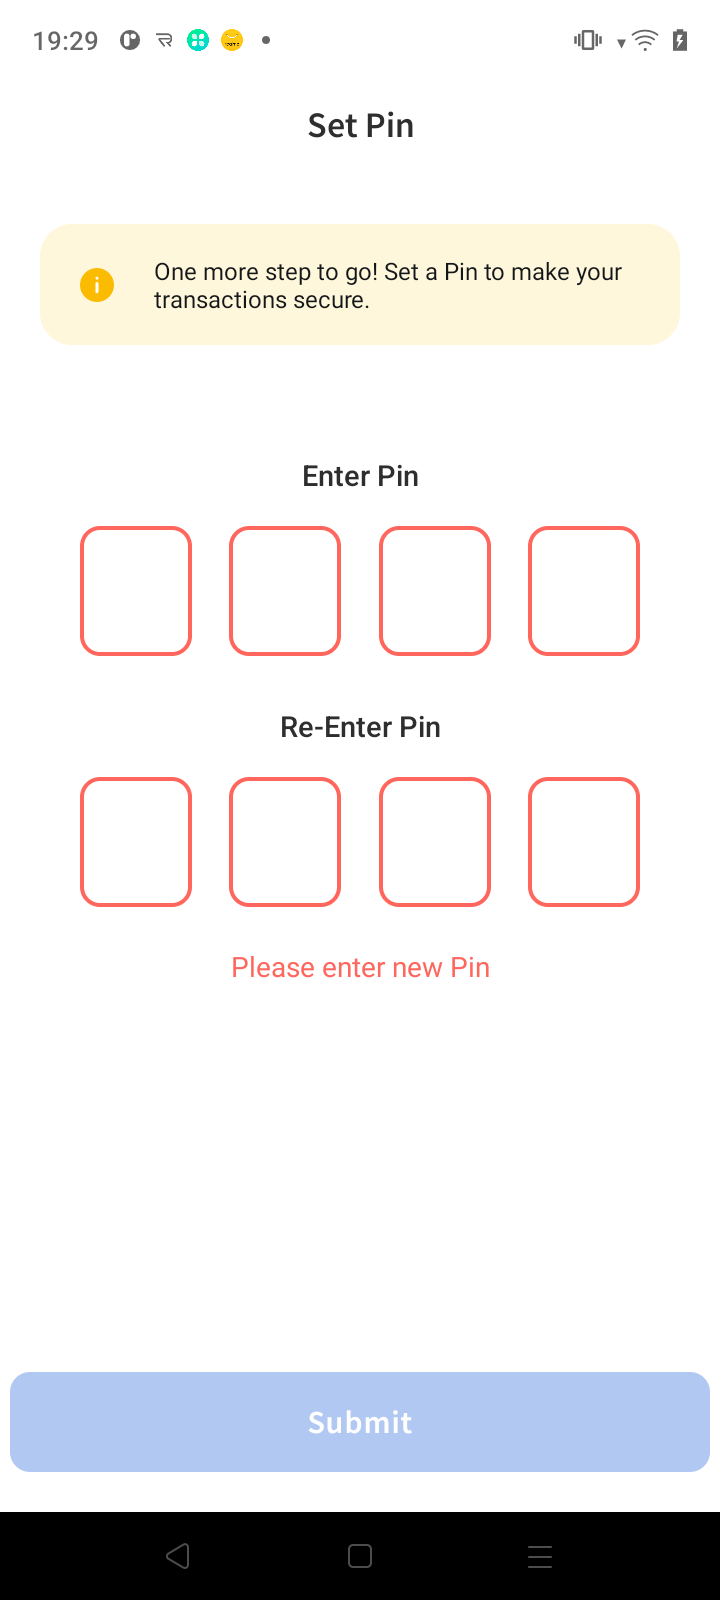 19:29
Set Pin
One more step to go! Set a Pin to make your
transactions secure.
Enter Pin
Re-Enter Pin
Please enter new Pin
Submit